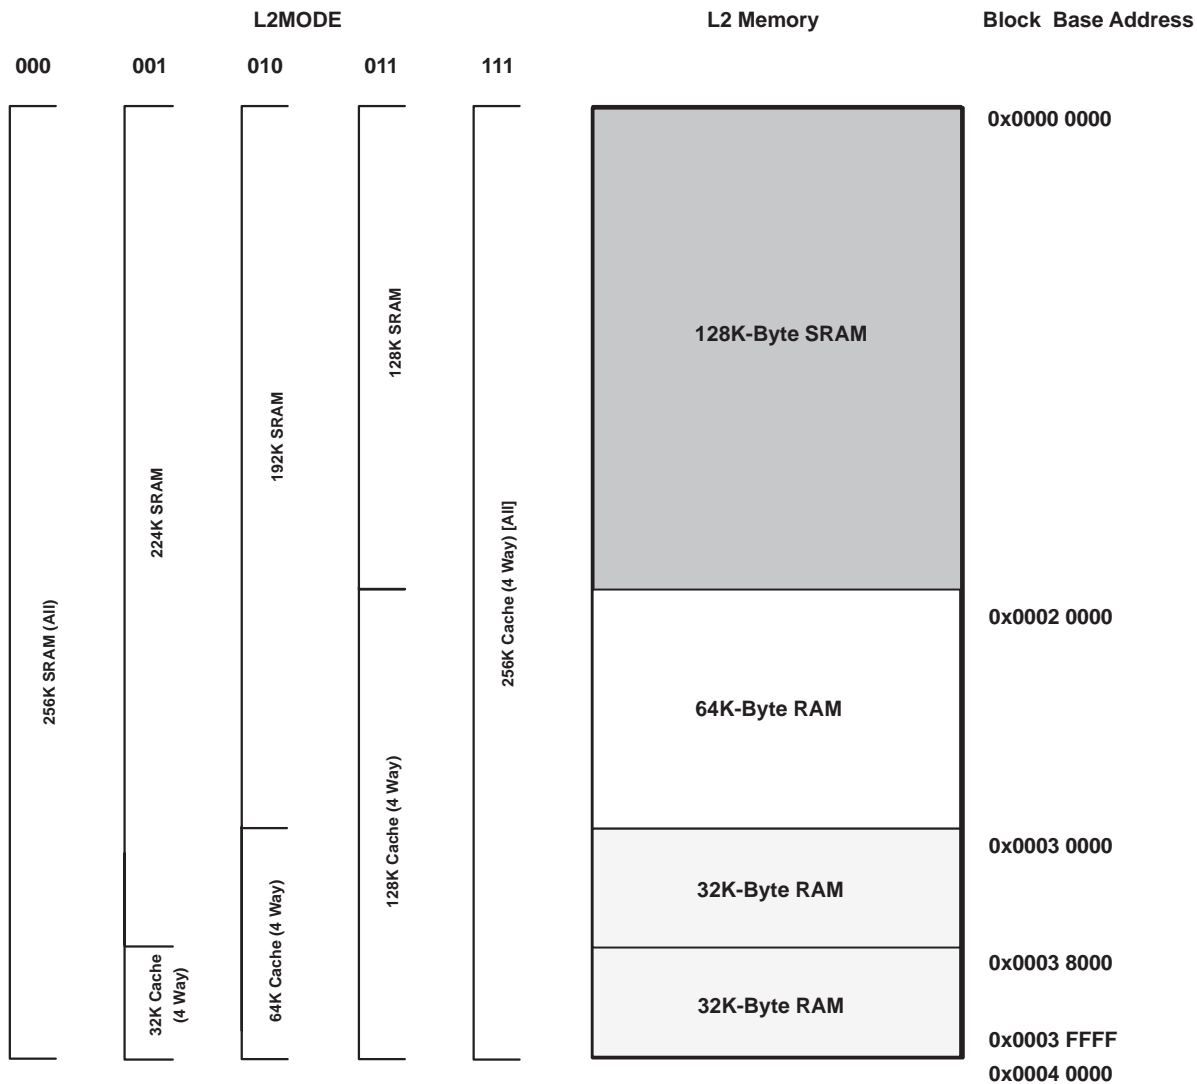 L2MODE
L2 Memory
Block Base Address
000
001
010
011
111
256K SRAM (All)
224K SRAM
32K Cache
(4 Way)
192K SRAM
64K Cache (4 Way)
128K SRAM
128K Cache (4 Way)
256K Cache (4 Way) [All]
128K-Byte SRAM
64K-Byte RAM
32K-Byte RAM
32K-Byte RAM
0x0000 0000
0x0002 0000
0x0003 0000
0x0003 8000
0x0003 FFFF
0x0004 0000